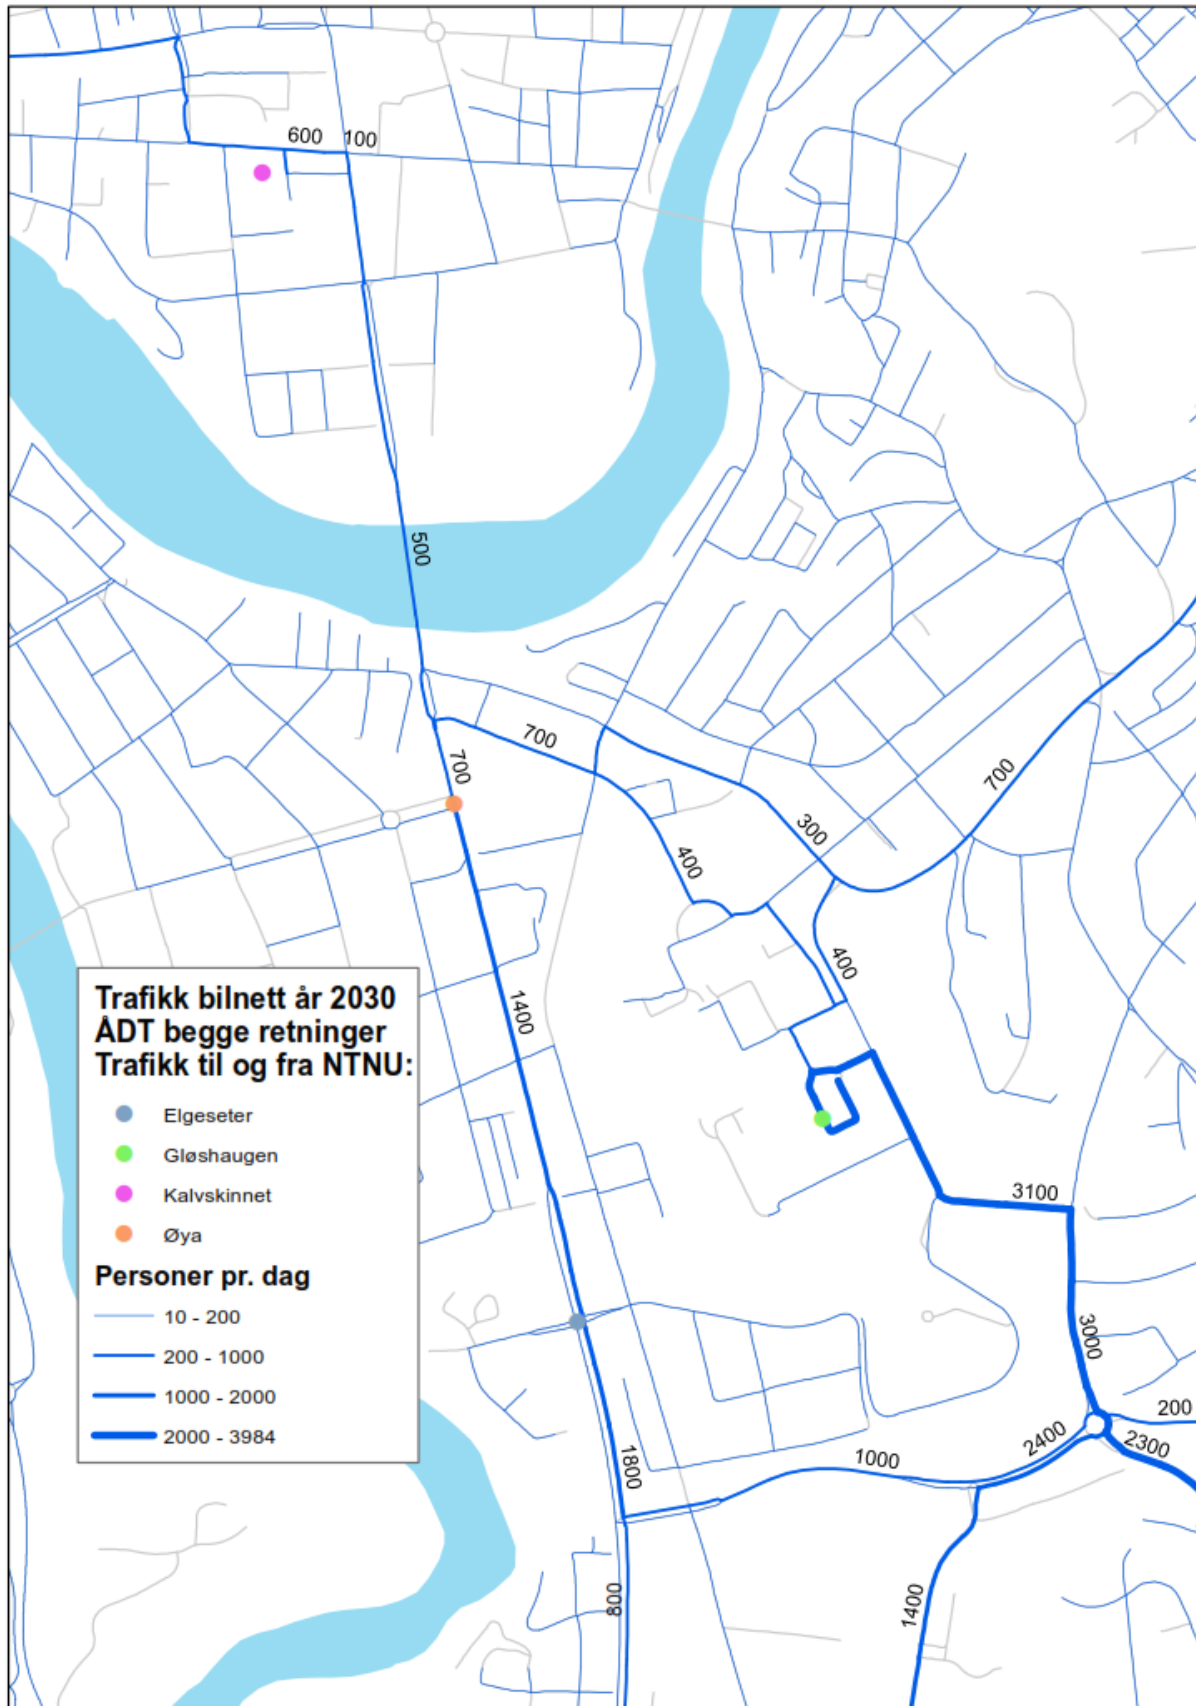 600 100
500
700
700
700
300
400
400
1400
Trafikk bilnett år 2030
ÅDT begge retninger
Trafikk til og fra NTNU:
Elgeseter
Gløshaugen
Kalvskinnet
Øya
Personer pr. dag
10 - 200
200 - 1000
1000 - 2000
2000 - 3984
3100
3000
200
2400
2300
1000
1800
800
1400